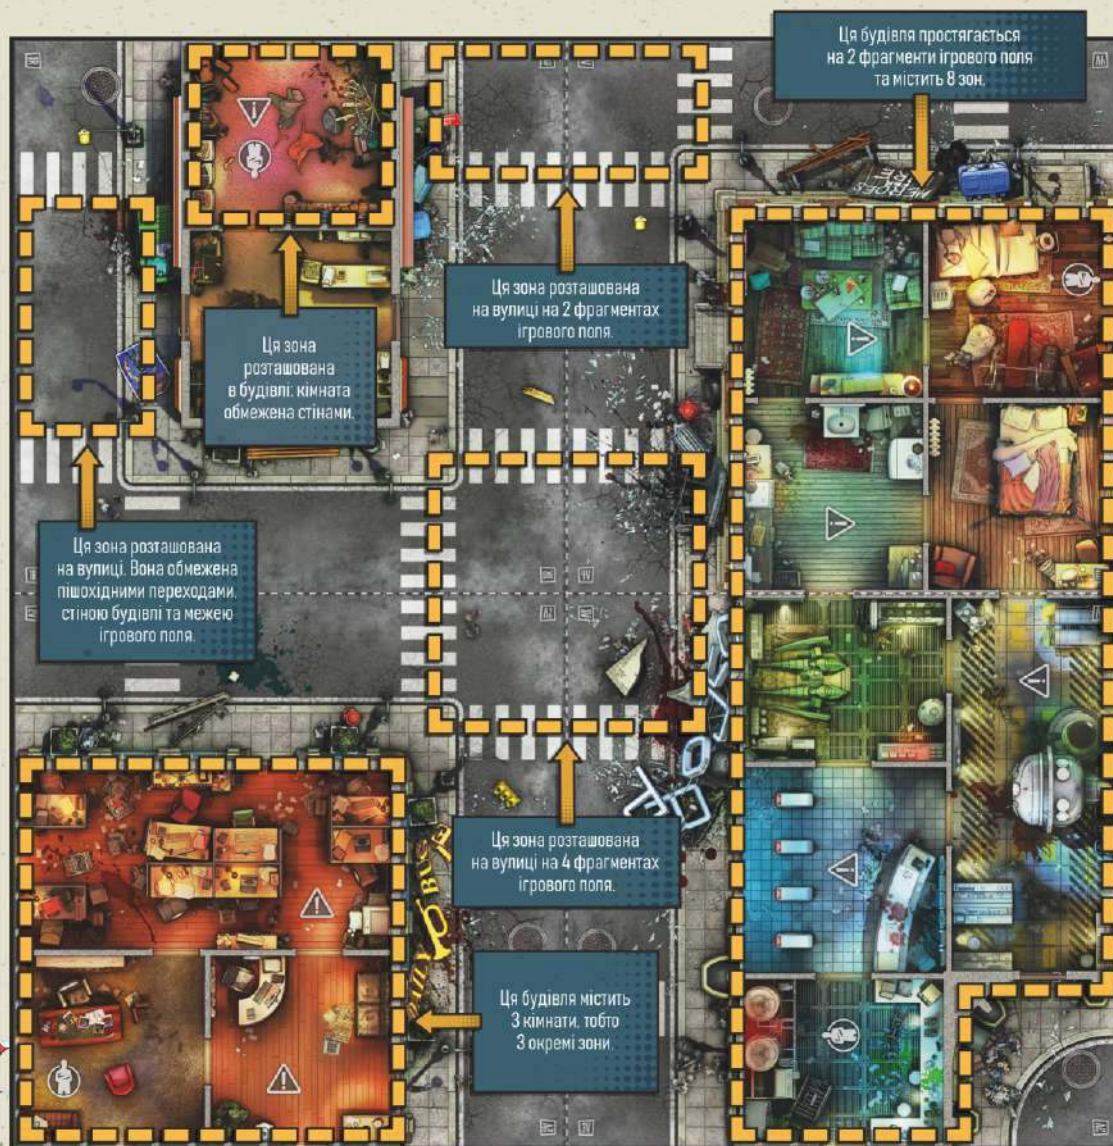 Ця будівля простягається
на 2 фрагменти ігрового поля
та містить 8 зон.
Ця зона розташована
на вулиці на 2 фрагментах
ігрового поля.
Ця зона
розташована
в будівлі: кімната
обмежена стінами.
Ця зона розташована
на вулиці. Вона обмежена
пішохідними переходами,
стіною будівлі та межею
ігрового поля.
Ця зона розташована
на вулиці на 4 фрагментах
ігрового поля.
Ця будівля містить
3 кімнати, тобто
3 окремі зони.